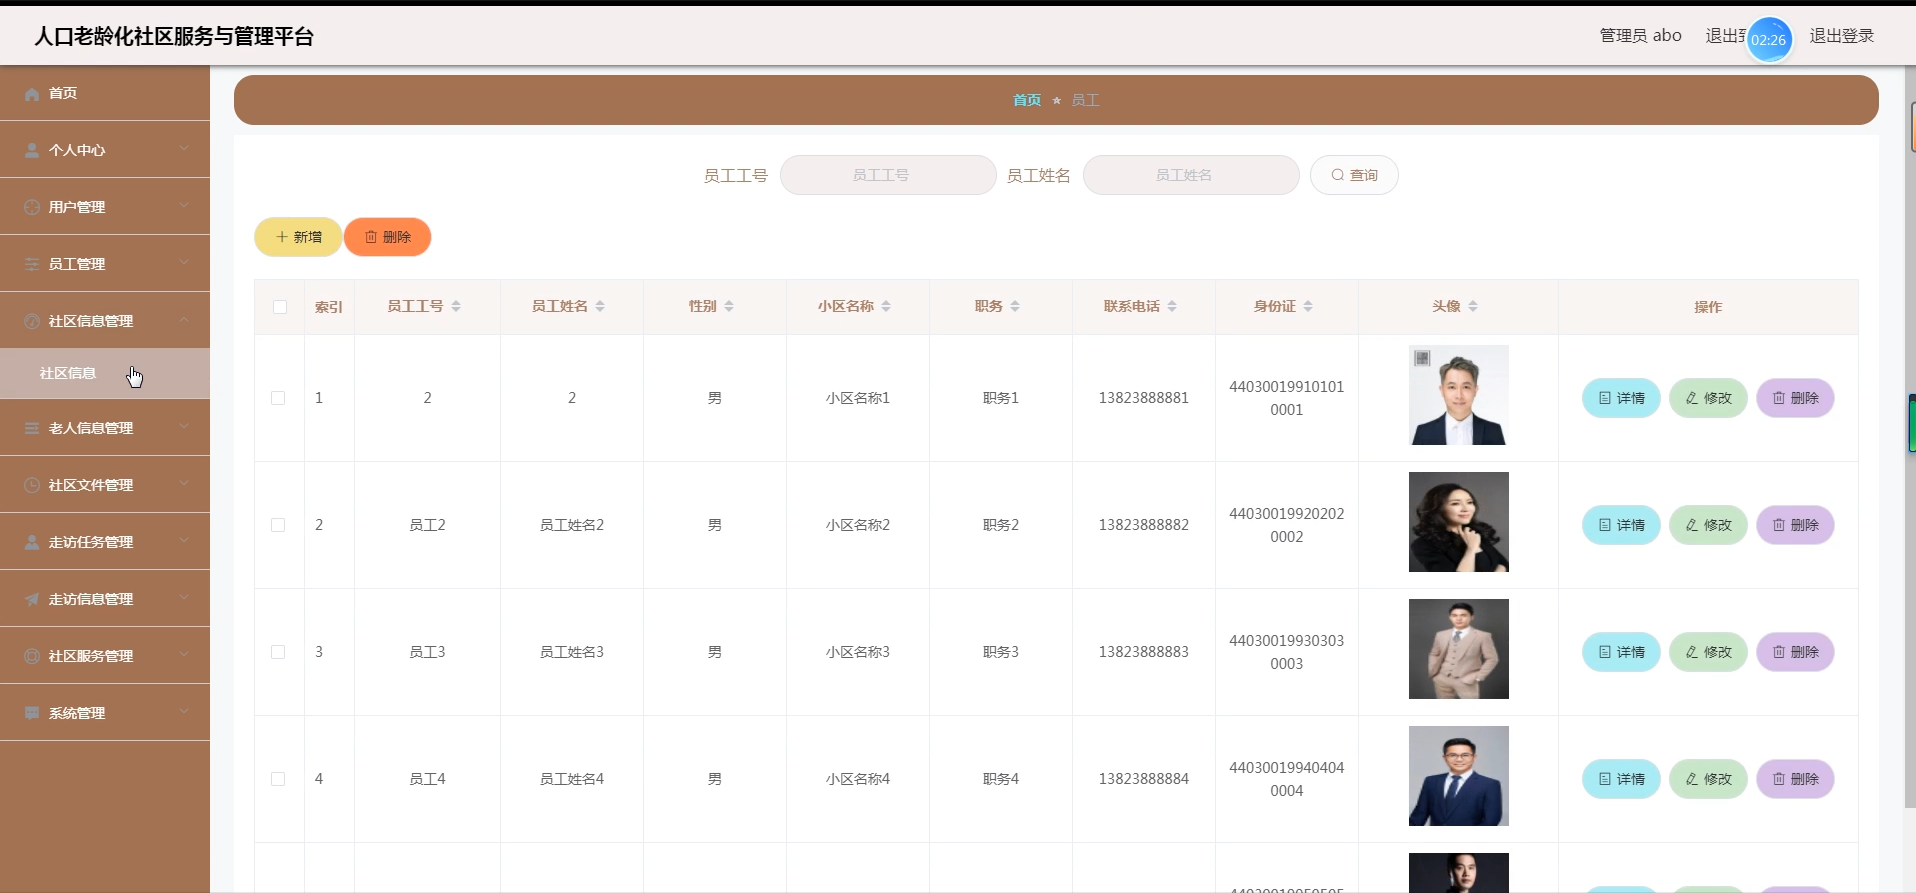 人口老龄化社区服务与管理平台
管理员 abo
退出到
02:26
退出登录
首页
个人中心
用户管理
员工管理
社区信息管理
社区信息
老人信息管理
社区文件管理
走访任务管理
走访信息管理
社区服务管理
系统管理
首页 ★ 员工
员工工号 员工工号 员工姓名 员工姓名 查询
新增 删除
索引 员工工号 员工姓名 性别 小区名称 职务 联系电话 身份证 头像 操作
1 2 2 男 小区名称1 职务1 13823888881 44030019910101 详情 修改 删除
0001
2 员工2 员工姓名2 男 小区名称2 职务2 13823888882 44030019920202 详情 修改 删除
0002
3 员工3 员工姓名3 男 小区名称3 职务3 13823888883 44030019930303 详情 修改 删除
0003
4 员工4 员工姓名4 男 小区名称4 职务4 13823888884 44030019940404 详情 修改 删除
0004